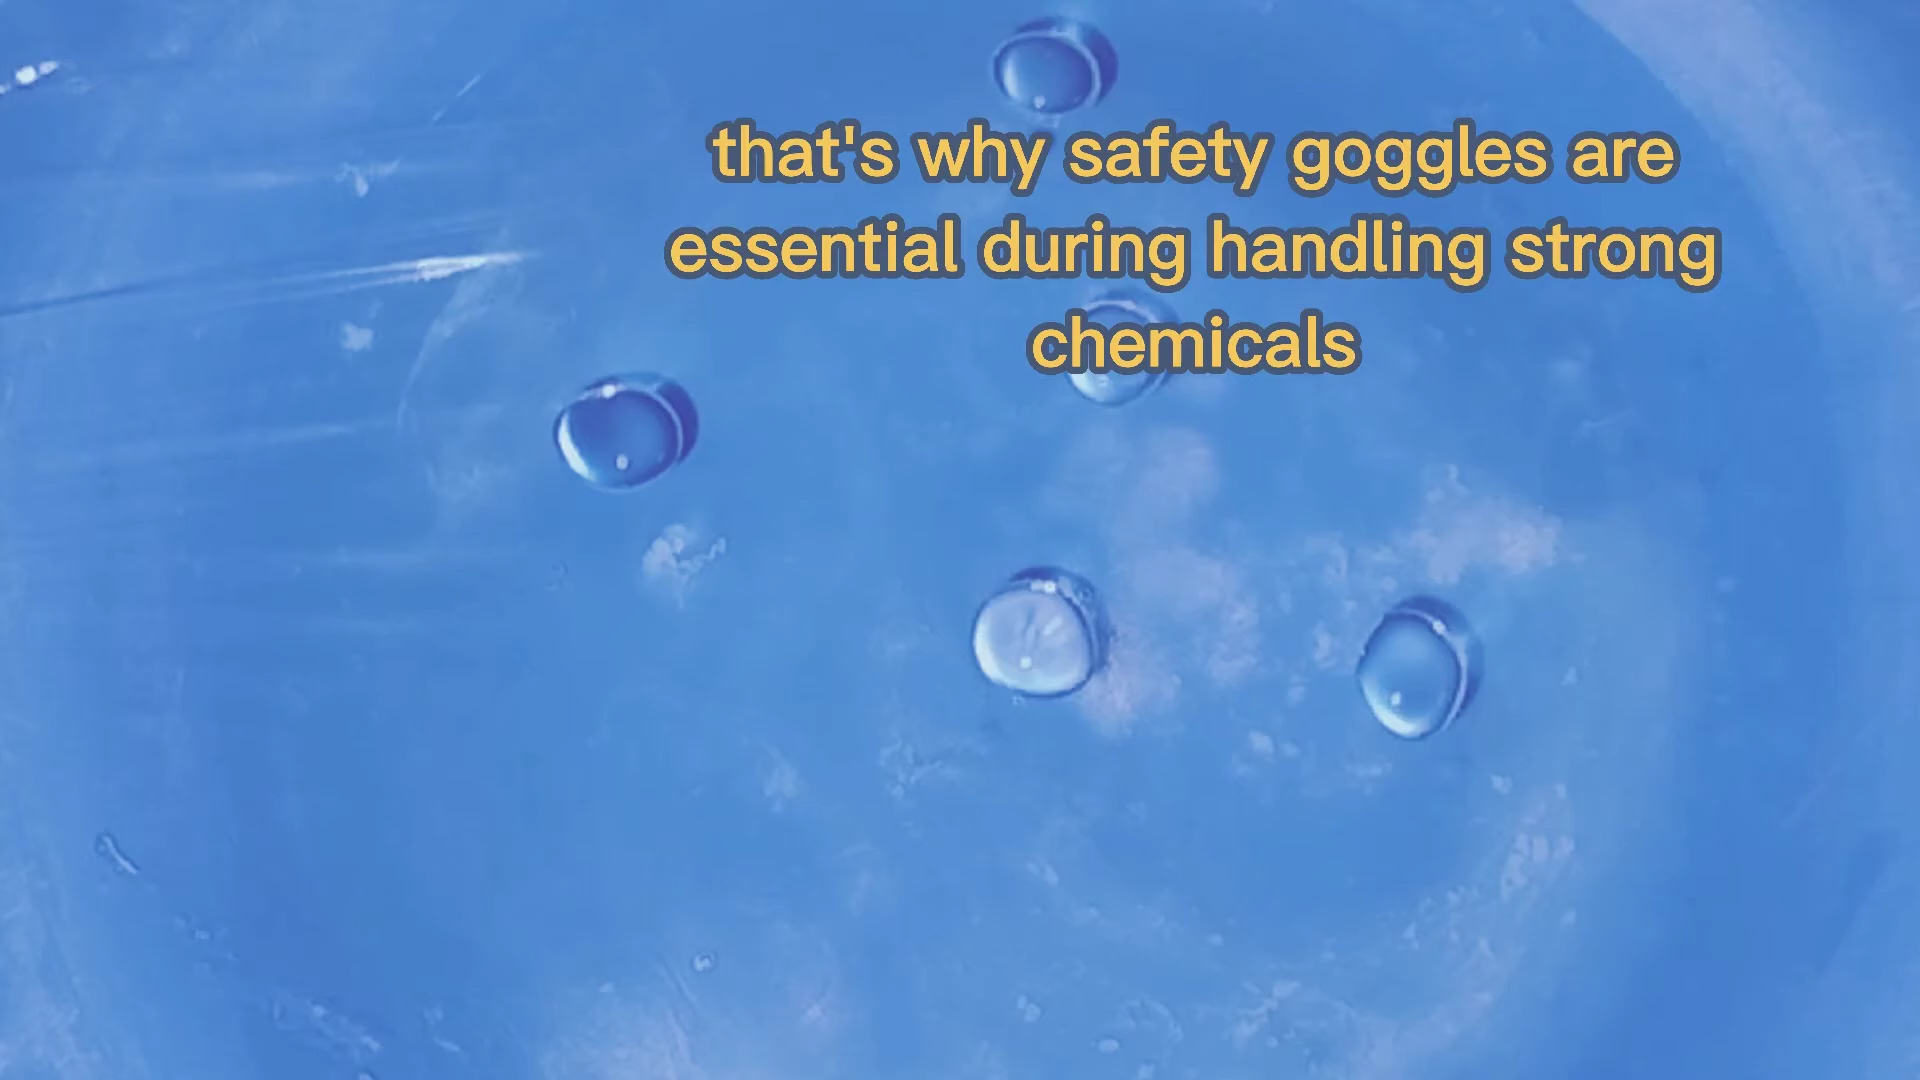 that's why safety goggles are
essential during handling strong
chemicals